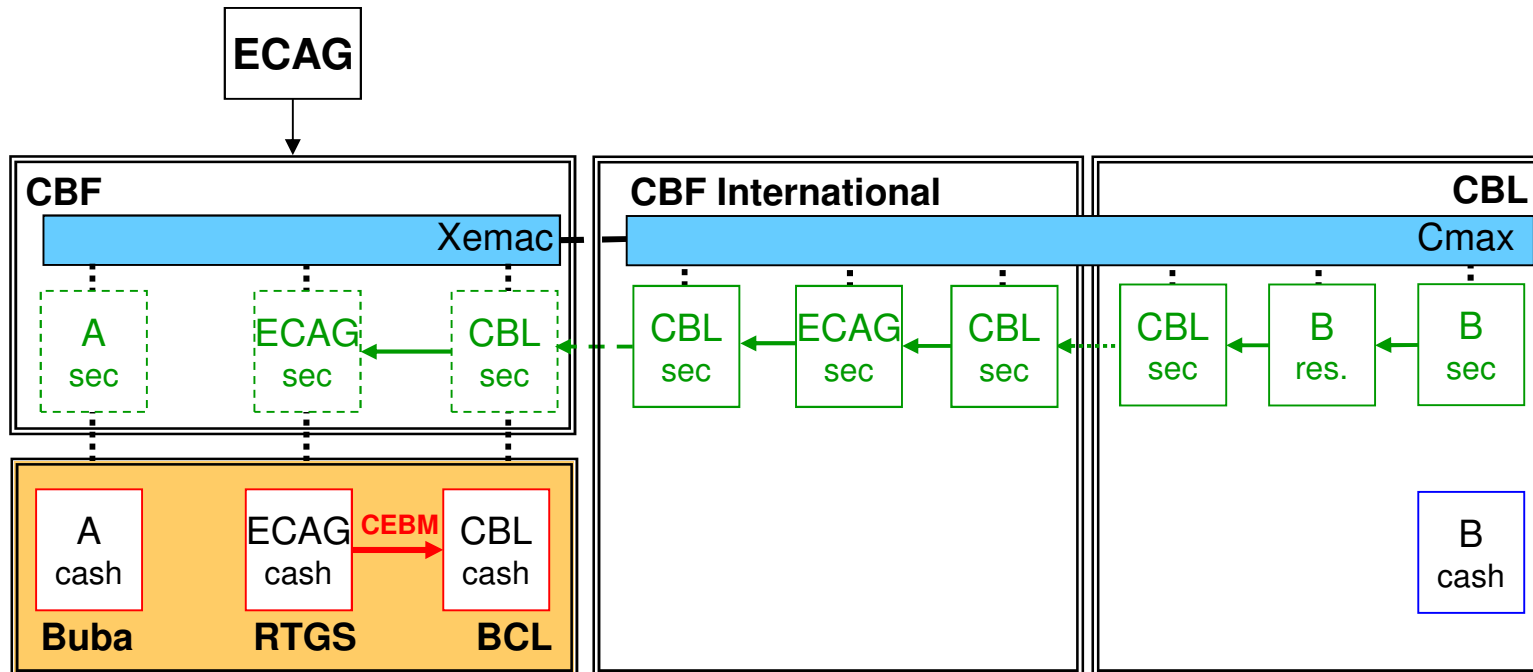 ECAG
CBF
CBF International
CBL
Xemac
Cmax
A
sec
ECAG
sec
CBL
sec
CBL
sec
ECAG
sec
CBL
sec
CBL
sec
B
res.
B
sec
A
cash
ECAG
cash
CEBM
CBL
cash
B
cash
Buba
RTGS
BCL